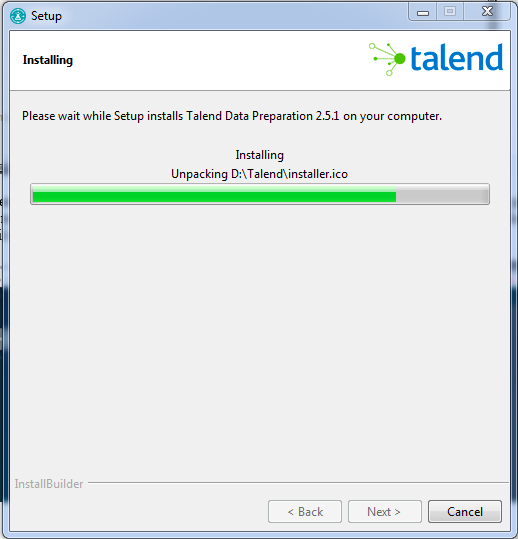 Setup
Installing
talend
Please wait while Setup installs Talend Data Preparation 2.5.1 on your computer.
Installing
Unpacking D:\Talend\installer.ico
InstallBuilder
< Back
Next >
Cancel